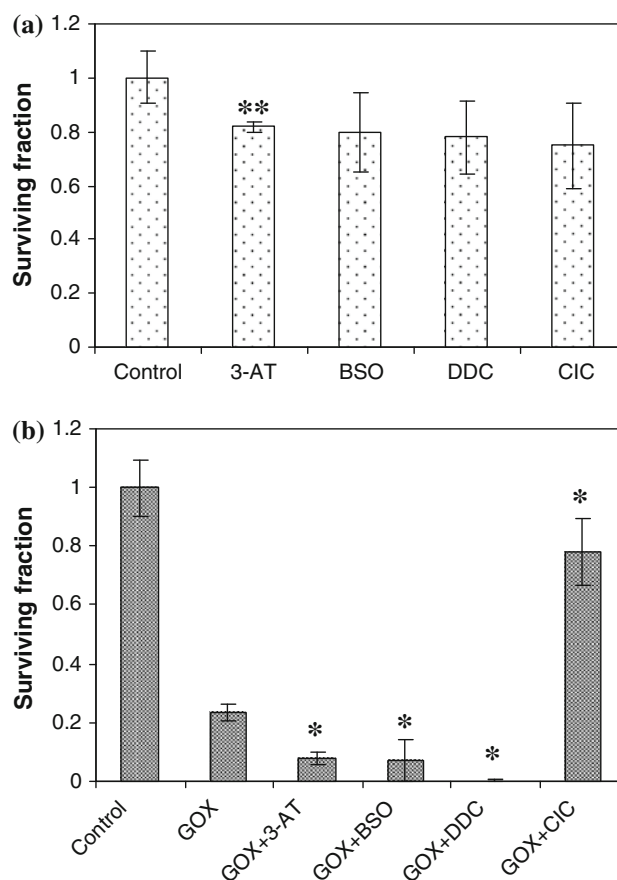 (a)
1.2
1
0.8
0.6
0.4
0.2
0
Surviving fraction
**
Control 3-AT BSO DDC CIC
(b)
1.2
1
0.8
0.6
0.4
0.2
0
Surviving fraction
* * * *
Control GOX GOX+3-AT GOX+BSO GOX+DDC GOX+CIC